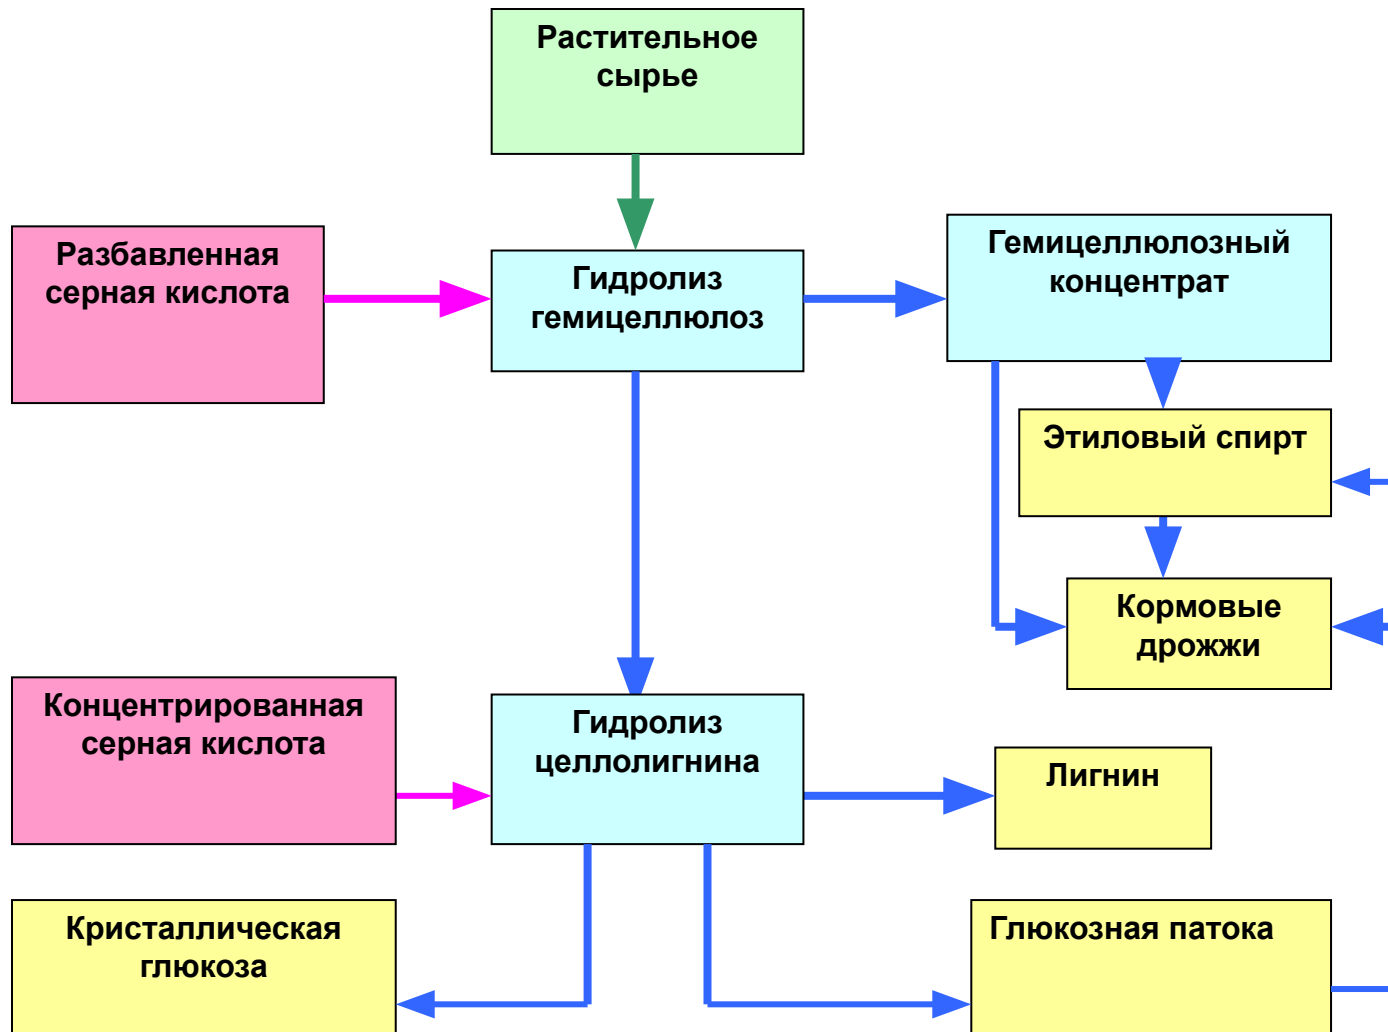 Растительное
сырье
Разбавленная
серная кислота
Гидролиз
гемицеллюлоз
Гемицеллюлозный
концентрат
Этиловый спирт
Кормовые
дрожжи
Концентрированная
серная кислота
Гидролиз
целлолигнина
Лигнин
Кристаллическая
глюкоза
Глюкозная патока